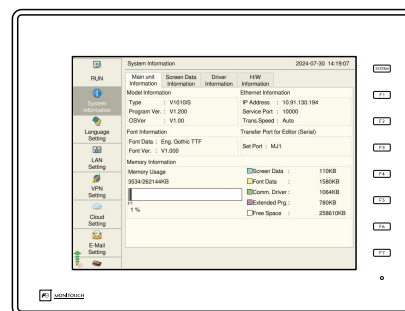 System Information 2024-07-30 14:19:07
SYSTEM
RUN
Main unit Information
Screen Data Information
Driver Information
H/W Information
Model Information
Type : V1010iS
Program Ver. : V1.200
OSVer : V1.00
Ethernet Information
IP Address : 10.91.130.194
Service Port : 10000
Trans.Speed : Auto
Font Information
Font Data : Eng. Gothic TTF
Font Ver. : V1.000
Transfer Port for Editor (Serial)
Set Port : MJ1
Memory Information
Memory Usage
3534/262144KB
1 %
Screen Data : 110KB
Font Data : 1580KB
Comm. Driver : 1064KB
Extended Prg.: 780KB
Free Space : 258610KB
System Information
Language Setting
LAN Setting
VPN Setting
Cloud Setting
E-Mail Setting
F1
F2
F3
F4
F5
F6
F7
MONITOUCH